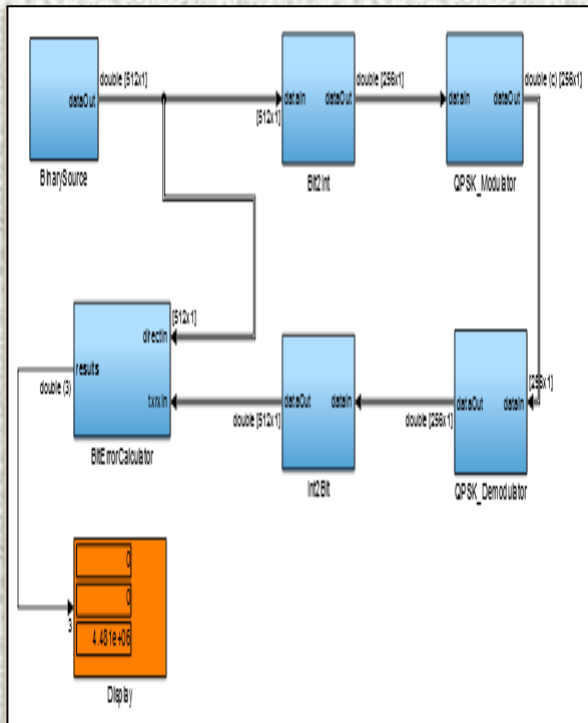 double [512x1]
dataOut
BinarySource
[512x1]
dataIn
dataOut
Bit2Int
double [256x1]
dataIn
dataOut
QPSK_Modulator
double (c) [256x1]
[512x1]
directIn
results
txrxIn
double (3)
BitErrorCalculator
double [512x1]
dataOut
dataIn
Int2Bit
double [256x1]
dataOut
dataIn
[256x1]
QPSK_Demodulator
3
0
0
4.481e+06
Display